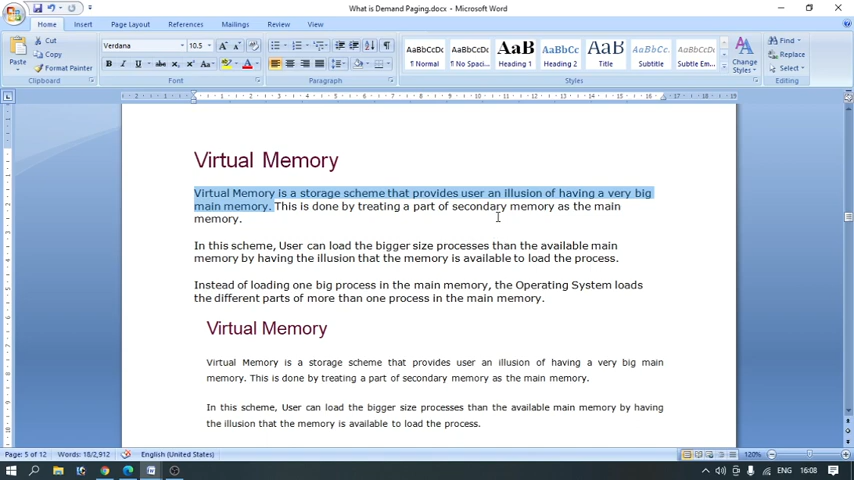 What is Demand Paging.docx - Microsoft Word
Home Insert Page Layout References Mailings Review View
Paste
Cut
Copy
Format Painter
Verdana 10.5
AaBbCcDc AaBbCcDc AaBb AaBbCc AaBb AaBbCc. AaBbCcDc
¶ Normal ¶ No Spaci... Heading 1 Heading 2 Title Subtitle Subtle Em...
Change Styles
Find
Replace
Select
Clipboard Font Paragraph Styles Editing
Virtual Memory
Virtual Memory is a storage scheme that provides user an illusion of having a very big
main memory. This is done by treating a part of secondary memory as the main
memory.
In this scheme, User can load the bigger size processes than the available main
memory by having the illusion that the memory is available to load the process.
Instead of loading one big process in the main memory, the Operating System loads
the different parts of more than one process in the main memory.
Virtual Memory
Virtual Memory is a storage scheme that provides user an illusion of having a very big main
memory. This is done by treating a part of secondary memory as the main memory.
In this scheme, User can load the bigger size processes than the available main memory by having
the illusion that the memory is available to load the process.
Page: 5 of 12 Words: 18/2,912 English (United States) 120%
ENG 16:08